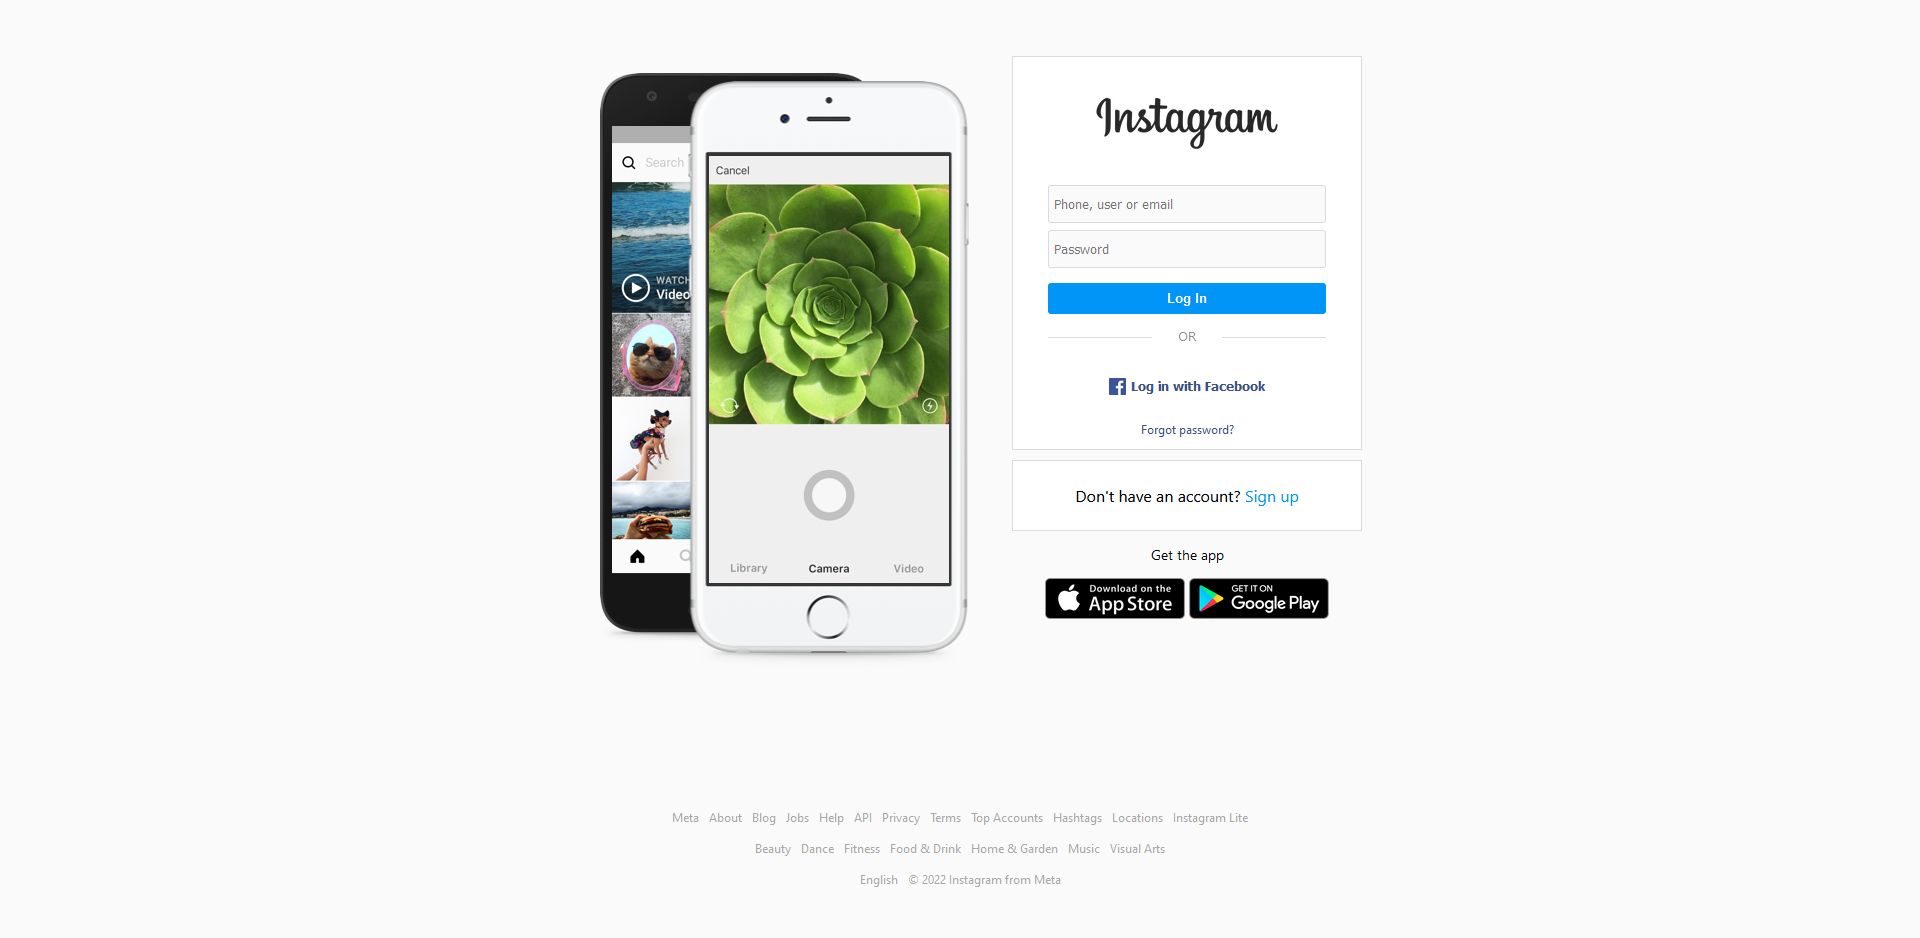 Search
WATCH
Video
Cancel
Library Camera Video
Instagram
Phone, user or email
Password
Log In
OR
Log in with Facebook
Forgot password?
Don't have an account? Sign up
Get the app
Download on the
App Store
GET IT ON
Google Play
Meta About Blog Jobs Help API Privacy Terms Top Accounts Hashtags Locations Instagram Lite
Beauty Dance Fitness Food & Drink Home & Garden Music Visual Arts
English © 2022 Instagram from Meta